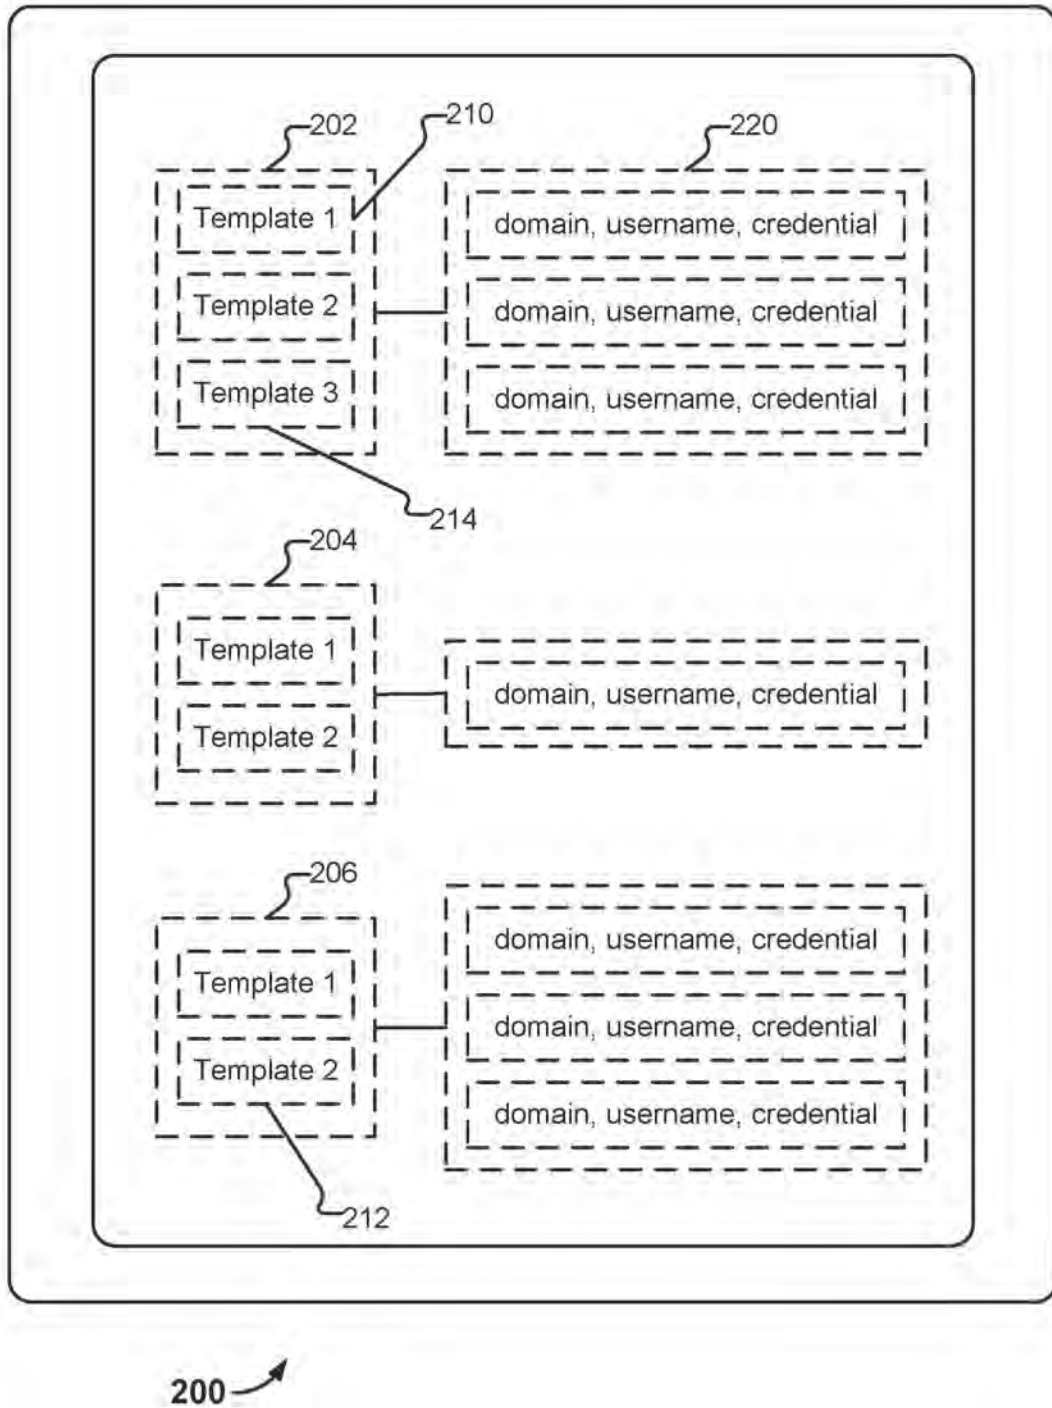 202
210
220
Template 1
domain, username, credential
Template 2
domain, username, credential
Template 3
domain, username, credential
214
204
Template 1
domain, username, credential
Template 2
206
domain, username, credential
Template 1
domain, username, credential
Template 2
domain, username, credential
212
200